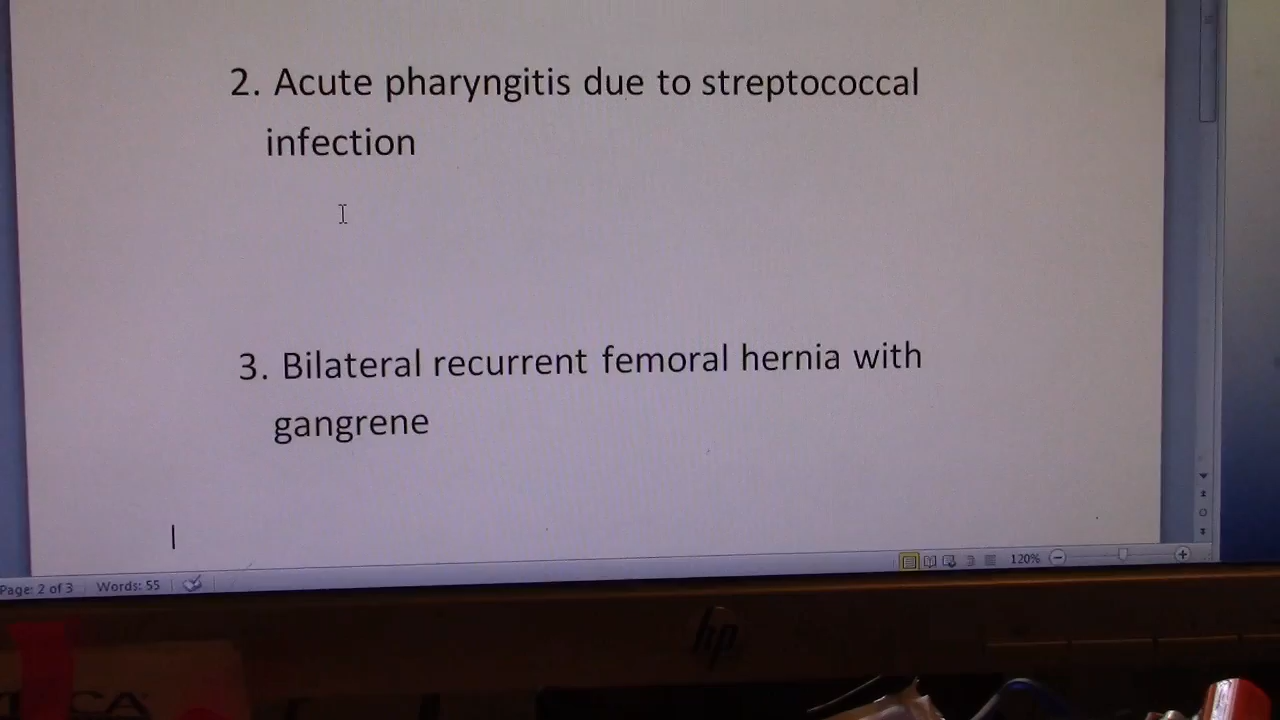 2. Acute pharyngitis due to streptococcal
infection
3. Bilateral recurrent femoral hernia with
gangrene
120%
Page: 2 of 3
Words: 55
hp